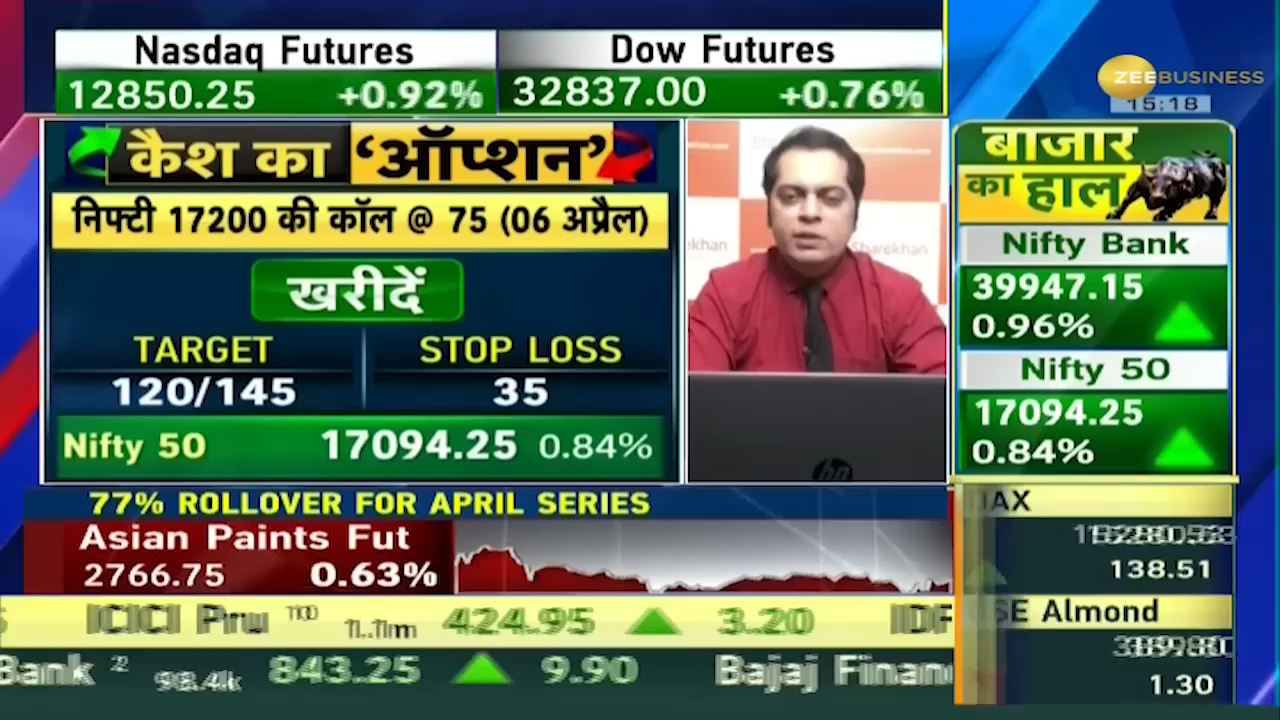 Nasdaq Futures
12850.25 +0.92%
Dow Futures
32837.00 +0.76%
ZEEBUSINESS
15:18
कैश का 'ऑप्शन'
निफ्टी 17200 की कॉल @ 75 (06 अप्रैल)
खरीदें
TARGET
120/145
STOP LOSS
35
Nifty 50 17094.25 0.84%
Sharekhan
hp
बाजार
का हाल
Nifty Bank
39947.15
0.96%
Nifty 50
17094.25
0.84%
77% ROLLOVER FOR APRIL SERIES
Asian Paints Fut
2766.75 0.63%
138.51
Almond
1.30
ICICI Pru 424.95 3.20
Bank 843.25 9.90 Bajaj